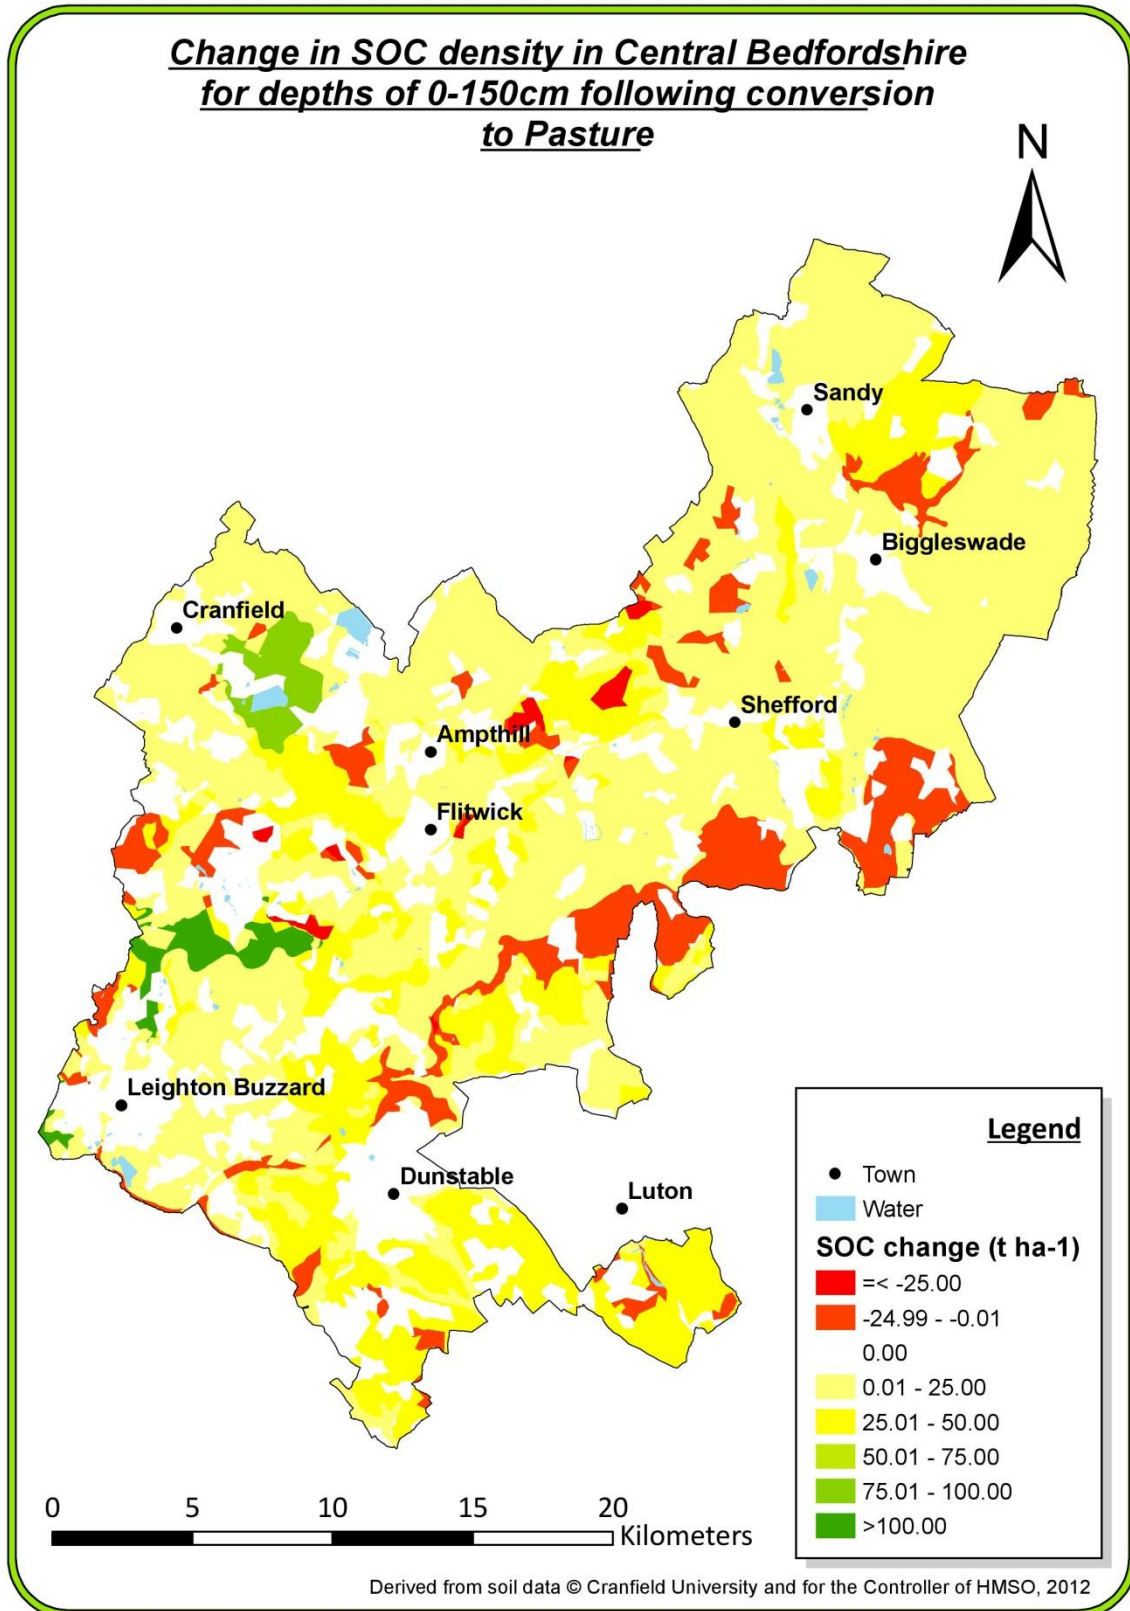 Change in SOC density in Central Bedfordshire
for depths of 0-150cm following conversion
to Pasture
N
Sandy
Biggleswade
Cranfield
Shefford
Ampthill
Flitwick
Leighton Buzzard
Dunstable
Luton
Legend
Town
Water
SOC change (t ha-1)
=< -25.00
-24.99 - -0.01
0.00
0.01 - 25.00
25.01 - 50.00
50.01 - 75.00
75.01 - 100.00
>100.00
0 5 10 15 20
Kilometers
Derived from soil data © Cranfield University and for the Controller of HMSO, 2012